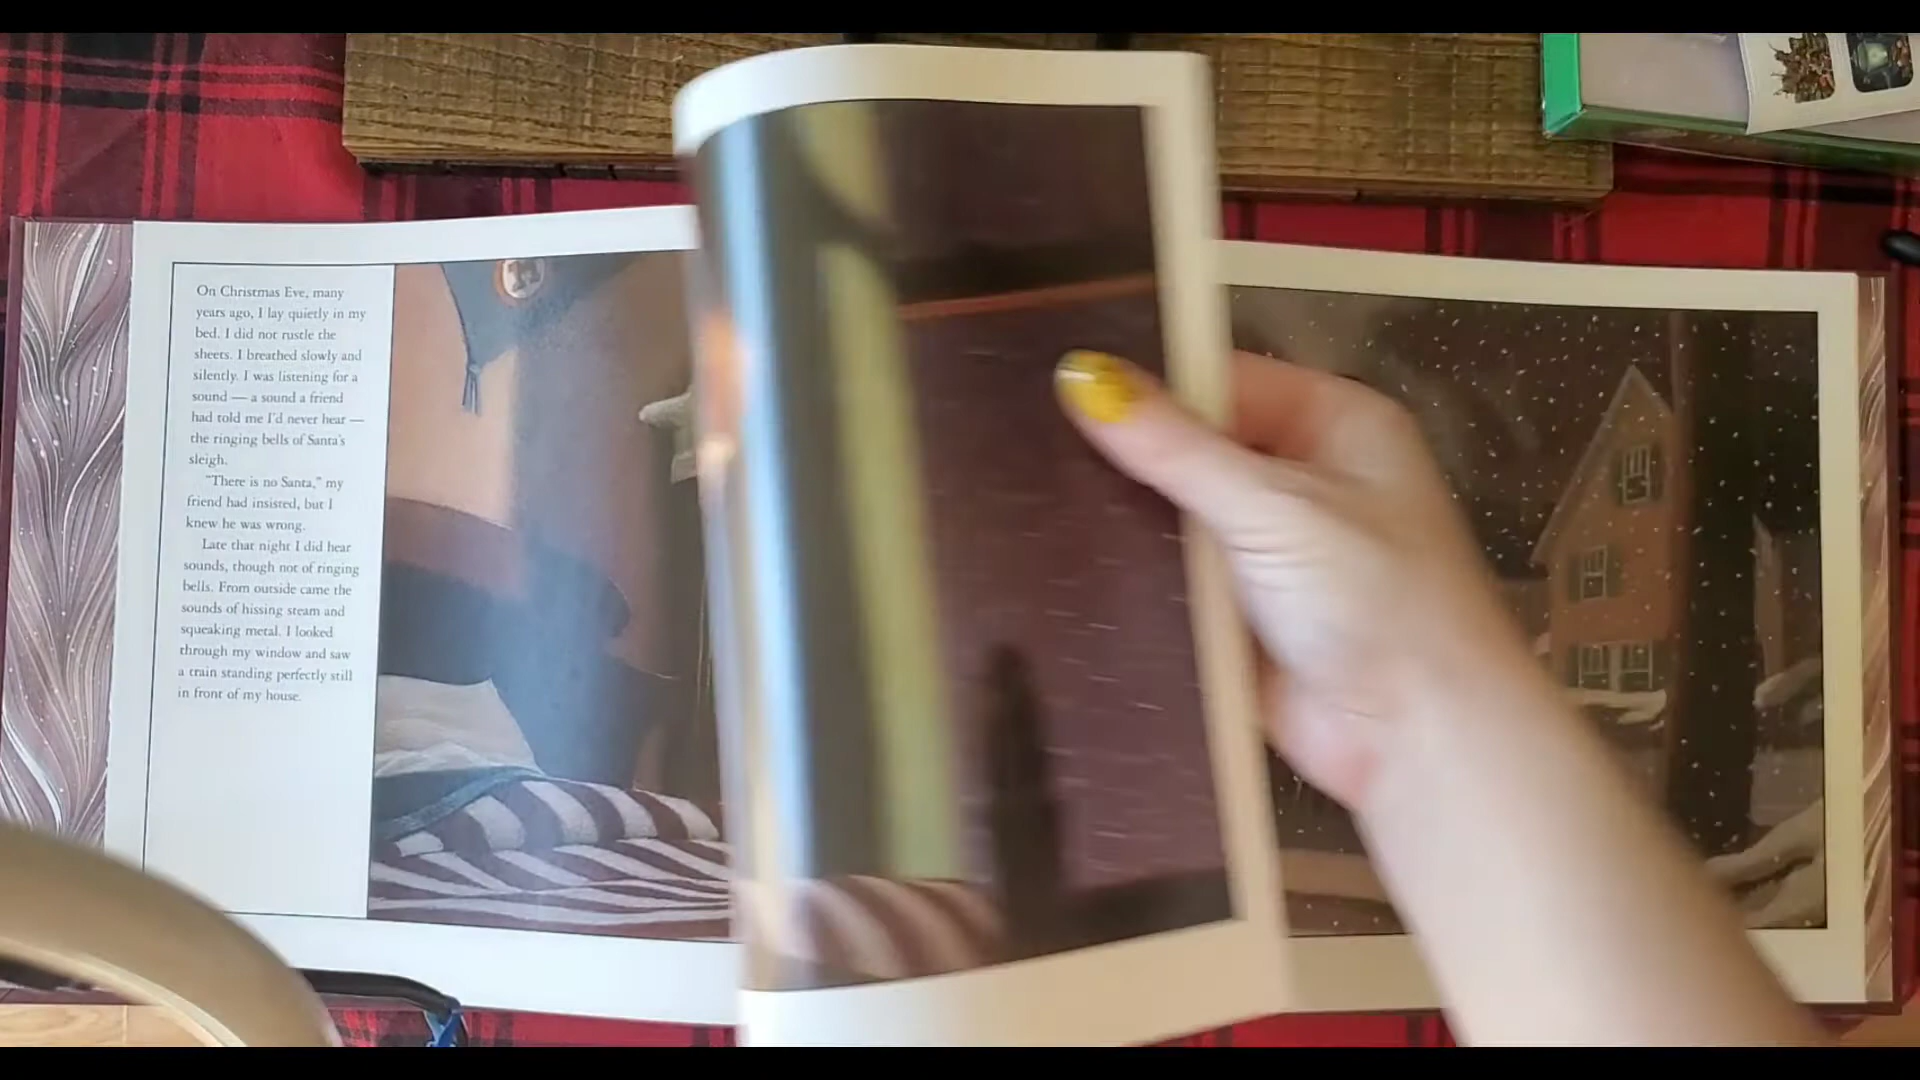 On Christmas Eve, many
years ago, I lay quietly in my
bed. I did not rustle the
sheets. I breathed slowly and
silently. I was listening for a
sound — a sound a friend
had told me I'd never hear —
the ringing bells of Santa's
sleigh.
"There is no Santa," my
friend had insisted, but I
knew he was wrong.
Late that night I did hear
sounds, though not of ringing
bells. From outside came the
sounds of hissing steam and
squeaking metal. I looked
through my window and saw
a train standing perfectly still
in front of my house.